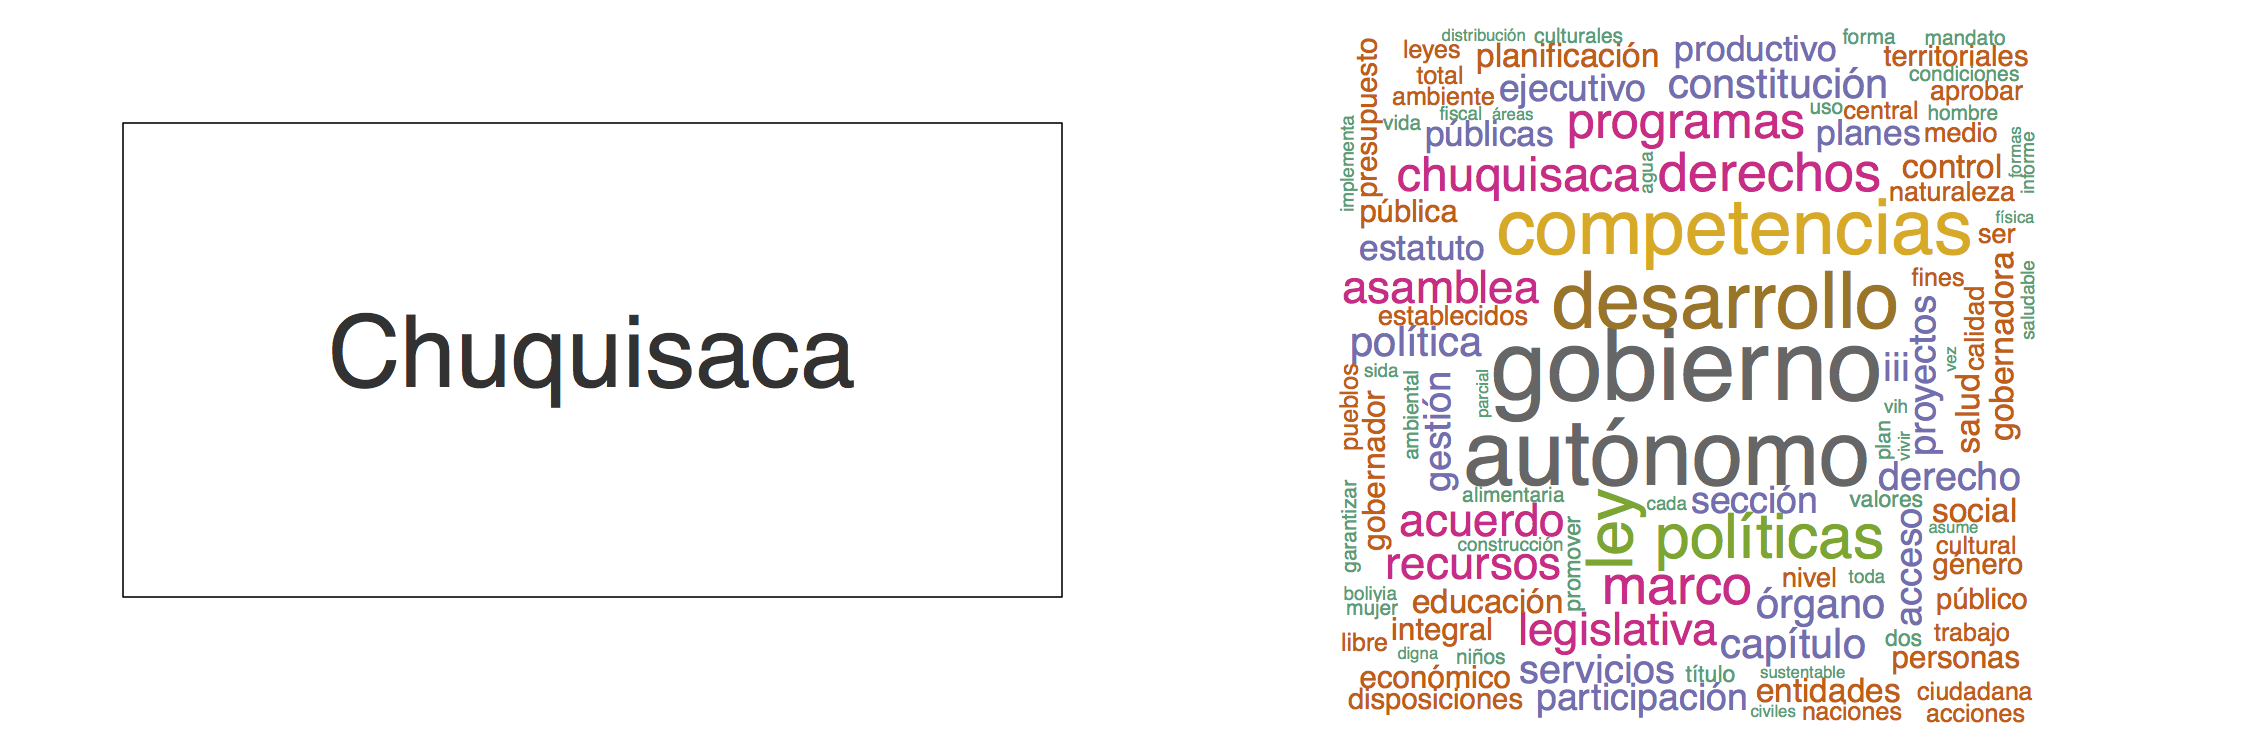 Chuquisaca
distribución culturales forma mandato
presupuesto leyes planificación productivo territoriales
total ejecutivo constitución condiciones
ambiente aprobar
implementa vida fiscal áreas programas uso central hombre
públicas planes medio formas informe
chuquisaca agua derechos control
naturaleza
pública competencias física
estatuto ser
asamblea desarrollo fines gobernadora saludable
establecidos proyectos calidad
política gobierno iii vez
pueblos sida ambiental parcial
gobernador gestión vih salud
autónomo plan vivir
derecho
garantizar alimentaria ley cada sección valores
acuerdo políticas acceso social
construcción promover asume
cultural
recursos marco nivel toda género
bolivia
mujer educación órgano público
libre integral legislativa capítulo dos trabajo
digna niños personas
económico servicios título sustentable
disposiciones participación entidades ciudadana
civiles naciones acciones